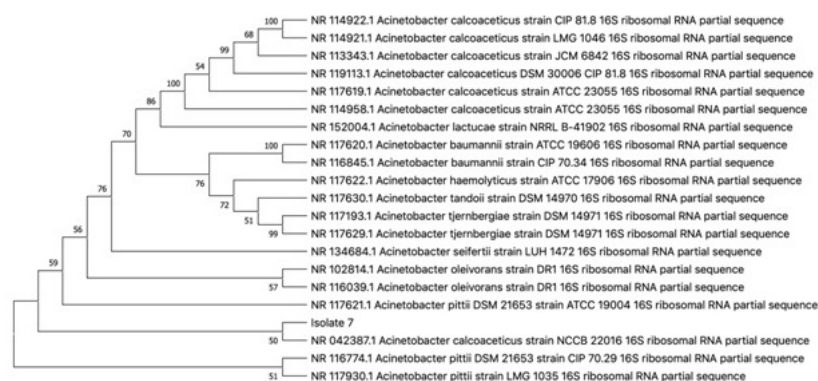 100
NR 114922.1 Acinetobacter calcoaceticus strain CIP 81.8 16S ribosomal RNA partial sequence
68
NR 114921.1 Acinetobacter calcoaceticus strain LMG 1046 16S ribosomal RNA partial sequence
99
NR 113343.1 Acinetobacter calcoaceticus strain JCM 6842 16S ribosomal RNA partial sequence
54
NR 119113.1 Acinetobacter calcoaceticus DSM 30006 CIP 81.8 16S ribosomal RNA partial sequence
100
NR 117619.1 Acinetobacter calcoaceticus strain ATCC 23055 16S ribosomal RNA partial sequence
86
NR 114958.1 Acinetobacter calcoaceticus strain ATCC 23055 16S ribosomal RNA partial sequence
NR 152004.1 Acinetobacter lactucae strain NRRL B-41902 16S ribosomal RNA partial sequence
70
100
NR 117620.1 Acinetobacter baumannii strain ATCC 19606 16S ribosomal RNA partial sequence
NR 116845.1 Acinetobacter baumannii strain CIP 70.34 16S ribosomal RNA partial sequence
76
NR 117622.1 Acinetobacter haemolyticus strain ATCC 17906 16S ribosomal RNA partial sequence
76
72
NR 117630.1 Acinetobacter tandoii strain DSM 14970 16S ribosomal RNA partial sequence
51
NR 117193.1 Acinetobacter tjernbergiae strain DSM 14971 16S ribosomal RNA partial sequence
99
NR 117629.1 Acinetobacter tjernbergiae strain DSM 14971 16S ribosomal RNA partial sequence
56
NR 134684.1 Acinetobacter seifertii strain LUH 1472 16S ribosomal RNA partial sequence
59
NR 102814.1 Acinetobacter oleivorans strain DR1 16S ribosomal RNA partial sequence
57
NR 116039.1 Acinetobacter oleivorans strain DR1 16S ribosomal RNA partial sequence
NR 117621.1 Acinetobacter pittii DSM 21653 strain ATCC 19004 16S ribosomal RNA partial sequence
Isolate 7
50
NR 042387.1 Acinetobacter calcoaceticus strain NCCB 22016 16S ribosomal RNA partial sequence
NR 116774.1 Acinetobacter pittii DSM 21653 strain CIP 70.29 16S ribosomal RNA partial sequence
51
NR 117930.1 Acinetobacter pittii strain LMG 1035 16S ribosomal RNA partial sequence